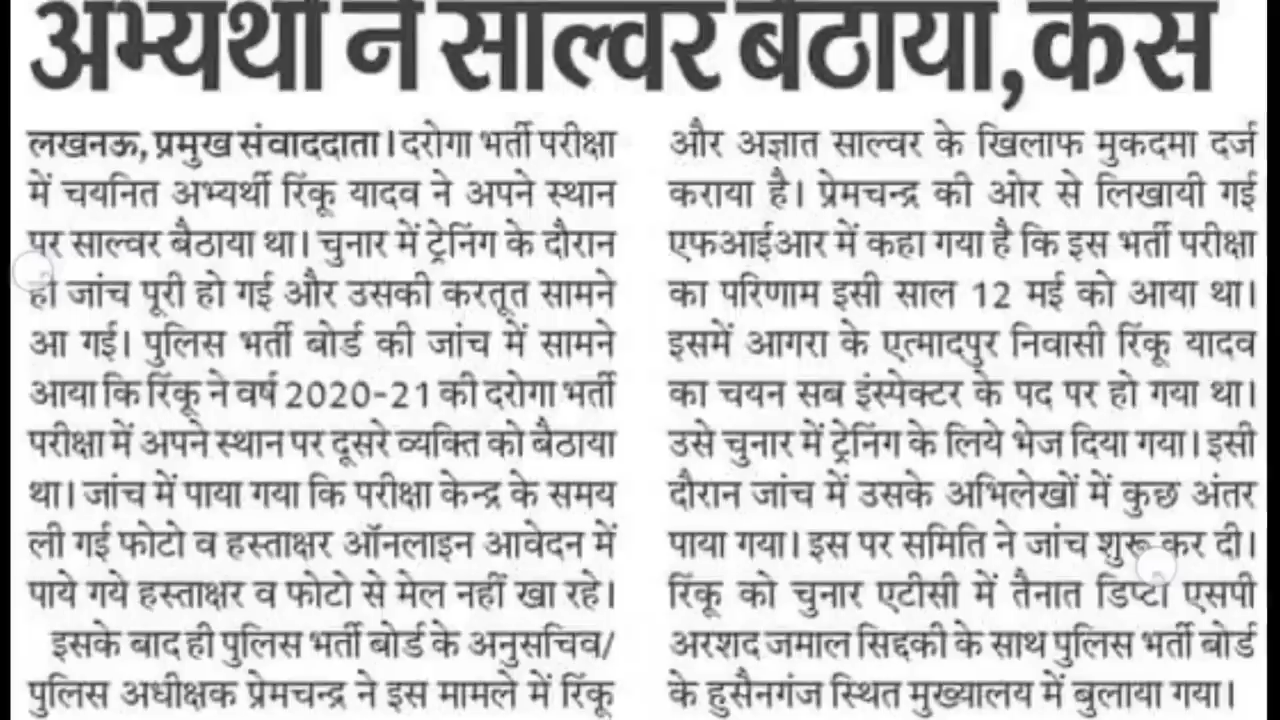 अभ्यर्थी ने साल्वर बैठाया, केस
लखनऊ, प्रमुख संवाददाता। दरोगा भर्ती परीक्षा
में चयनित अभ्यर्थी रिंकू यादव ने अपने स्थान
पर साल्वर बैठाया था। चुनार में ट्रेनिंग के दौरान
ही जांच पूरी हो गई और उसकी करतूत सामने
आ गई। पुलिस भर्ती बोर्ड की जांच में सामने
आया कि रिंकू ने वर्ष 2020-21 की दरोगा भर्ती
परीक्षा में अपने स्थान पर दूसरे व्यक्ति को बैठाया
था। जांच में पाया गया कि परीक्षा केन्द्र के समय
ली गई फोटो व हस्ताक्षर ऑनलाइन आवेदन में
पाये गये हस्ताक्षर व फोटो से मेल नहीं खा रहे।
इसके बाद ही पुलिस भर्ती बोर्ड के अनुसचिव/
पुलिस अधीक्षक प्रेमचन्द्र ने इस मामले में रिंकू
और अज्ञात साल्वर के खिलाफ मुकदमा दर्ज
कराया है। प्रेमचन्द्र की ओर से लिखायी गई
एफआईआर में कहा गया है कि इस भर्ती परीक्षा
का परिणाम इसी साल 12 मई को आया था।
इसमें आगरा के एत्मादपुर निवासी रिंकू यादव
का चयन सब इंस्पेक्टर के पद पर हो गया था।
उसे चुनार में ट्रेनिंग के लिये भेज दिया गया। इसी
दौरान जांच में उसके अभिलेखों में कुछ अंतर
पाया गया। इस पर समिति ने जांच शुरू कर दी।
रिंकू को चुनार एटीसी में तैनात डिप्टी एसपी
अरशद जमाल सिद्दकी के साथ पुलिस भर्ती बोर्ड
के हुसैनगंज स्थित मुख्यालय में बुलाया गया।